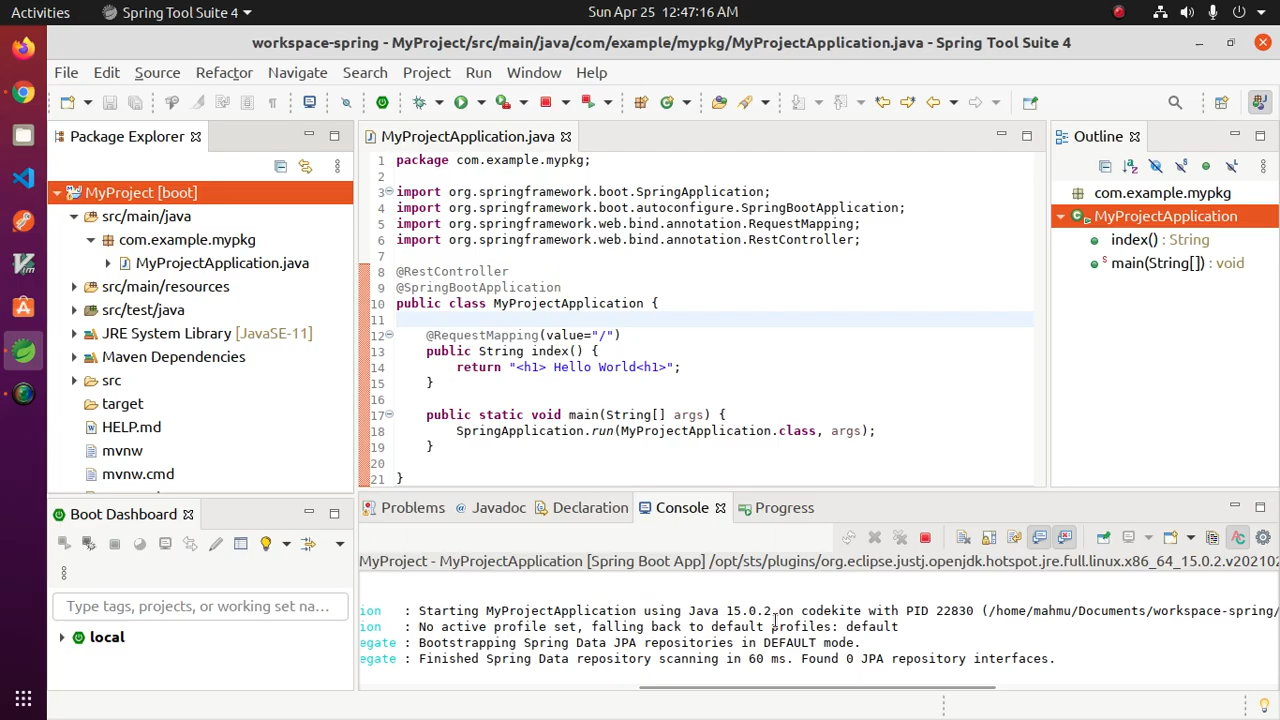 Activities
Spring Tool Suite 4
Sun Apr 25  12:47:16 AM
workspace-spring - MyProject/src/main/java/com/example/mypkg/MyProjectApplication.java - Spring Tool Suite 4
File Edit Source Refactor Navigate Search Project Run Window Help
Package Explorer
MyProject [boot]
src/main/java
com.example.mypkg
MyProjectApplication.java
src/main/resources
src/test/java
JRE System Library [JavaSE-11]
Maven Dependencies
src
target
HELP.md
mvnw
mvnw.cmd
Boot Dashboard
Type tags, projects, or working set na...
local
MyProjectApplication.java
1 package com.example.mypkg;
2
3 import org.springframework.boot.SpringApplication;
4 import org.springframework.boot.autoconfigure.SpringBootApplication;
5 import org.springframework.web.bind.annotation.RequestMapping;
6 import org.springframework.web.bind.annotation.RestController;
7
8 @RestController
9 @SpringBootApplication
10 public class MyProjectApplication {
11
12 @RequestMapping(value="/")
13 public String index() {
14 return "<h1> Hello World<h1>";
15 }
16
17 public static void main(String[] args) {
18 SpringApplication.run(MyProjectApplication.class, args);
19 }
20
21 }
Outline
com.example.mypkg
MyProjectApplication
index() : String
main(String[]) : void
Problems @ Javadoc Declaration Console Progress
MyProject - MyProjectApplication [Spring Boot App] /opt/sts/plugins/org.eclipse.justj.openjdk.hotspot.jre.full.linux.x86_64_15.0.2.v202102
ion : Starting MyProjectApplication using Java 15.0.2 on codekite with PID 22830 (/home/mahmu/Documents/workspace-spring/
ion : No active profile set, falling back to default profiles: default
egate : Bootstrapping Spring Data JPA repositories in DEFAULT mode.
egate : Finished Spring Data repository scanning in 60 ms. Found 0 JPA repository interfaces.